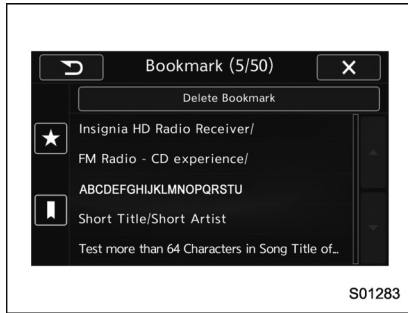 Bookmark (5/50)
Delete Bookmark
Insignia HD Radio Receiver/
FM Radio - CD experience/
ABCDEFGHIJKLMNOPQRSTU
Short Title/Short Artist
Test more than 64 Characters in Song Title of...
S01283